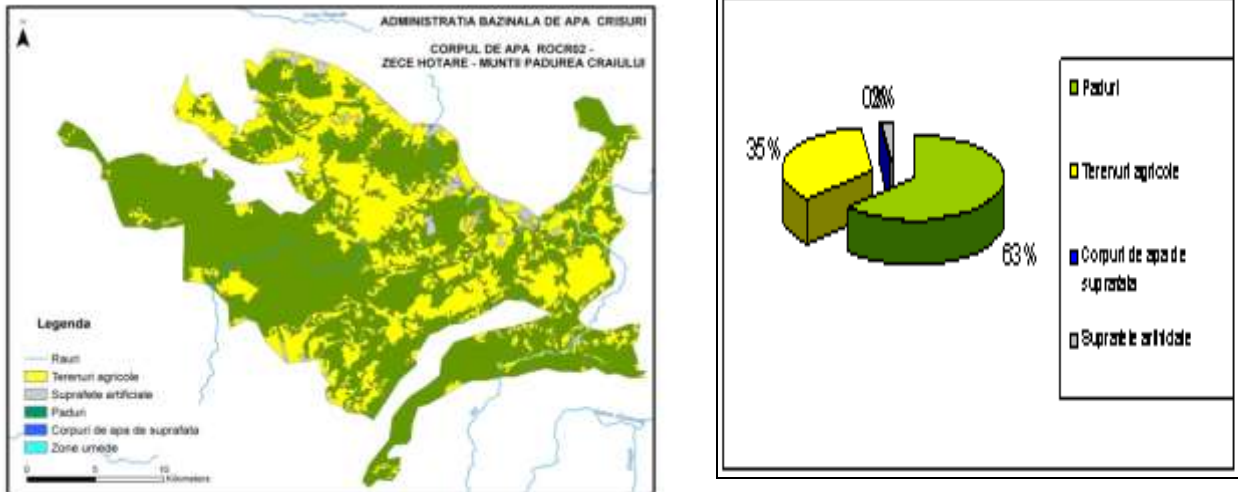 ADMINISTRATIA BAZINALA DE APA CRISURI
CORPUL DE APA ROCR02 -
ZECE HOTARE - MUNTII PADUREA CRAIULUI
Legenda
Rauri
Terenuri agricole
Suprafete artificiale
Paduri
Corpuri de apa de suprafata
Zone umede
0 5 10
Kilometers
35%
63%
Paduri
Terenuri agricole
Corpuri de apa de
suprafata
Suprafete artificiale